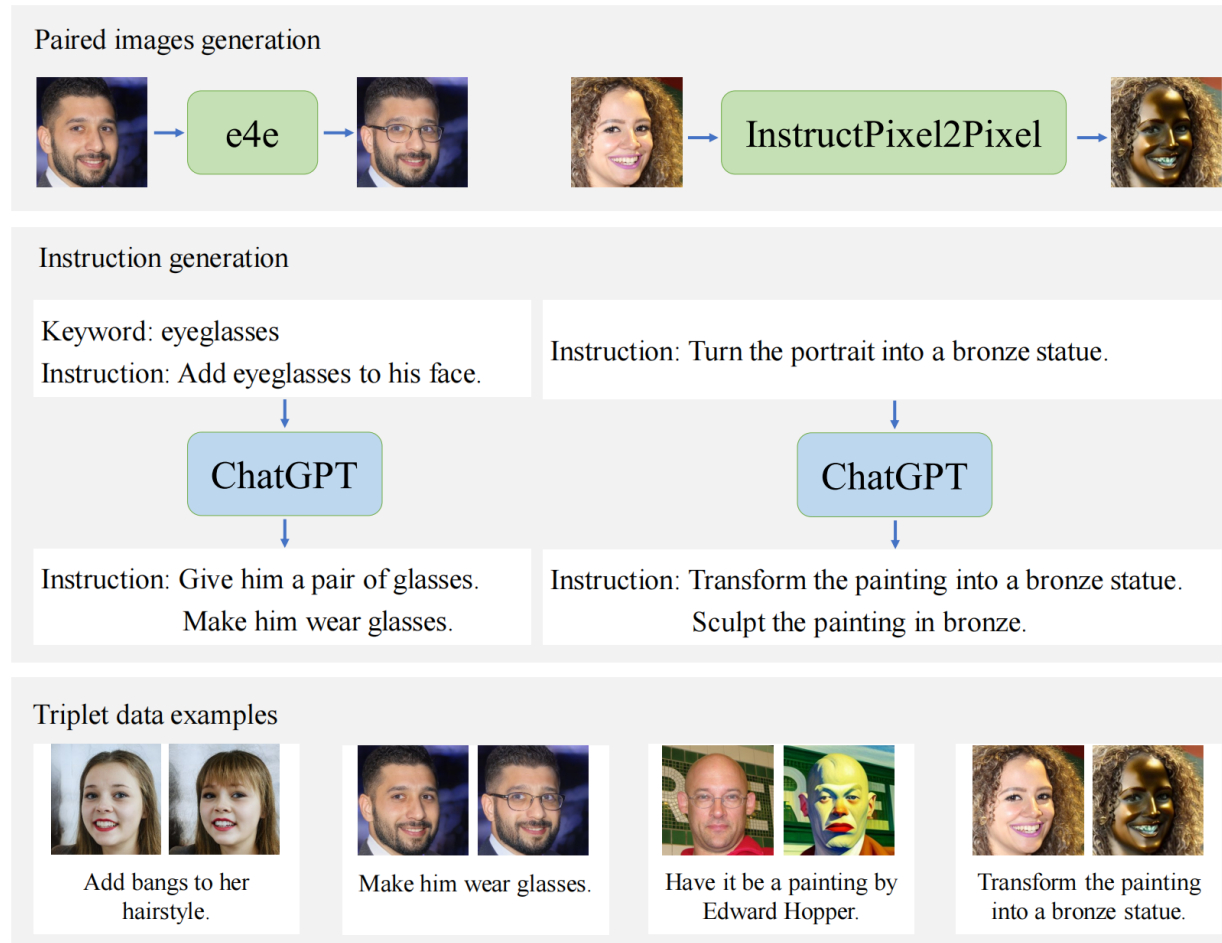 Paired images generation
e4e
InstructPixel2Pixel
Instruction generation
Keyword: eyeglasses
Instruction: Add eyeglasses to his face.
Instruction: Turn the portrait into a bronze statue.
ChatGPT
ChatGPT
Instruction: Give him a pair of glasses.
Make him wear glasses.
Instruction: Transform the painting into a bronze statue.
Sculpt the painting in bronze.
Triplet data examples
Add bangs to her
hairstyle.
Make him wear glasses.
Have it be a painting by
Edward Hopper.
Transform the painting
into a bronze statue.